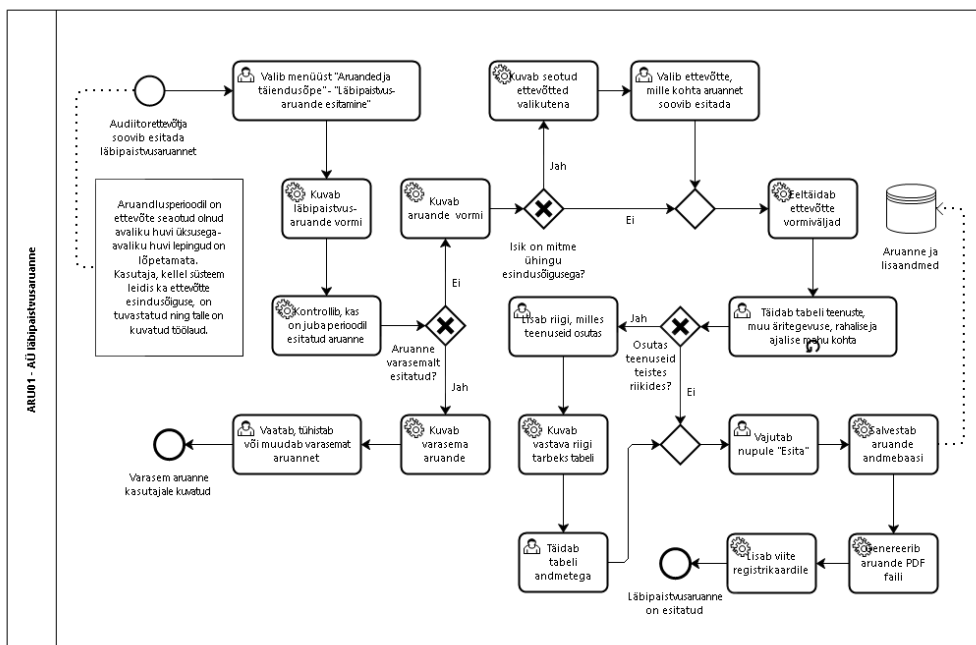 ARU01 - AÜ läbipaistvusaruanne
Audiitorettevõtja
soovib esitada
läbipaistvusaruannet
Valib menüüst "Aruanded ja
täiendusõpe" - "Läbipaistvus-
aruande esitamine"
Aruandlusperioodil on
ettevõte seaotud olnud
avaliku huvi üksusega-
avaliku huvi lepingud on
lõpetamata.
Kasutaja, kellel süsteem
leidis ka ettevõtte
esindusõiguse, on
tuvastatud ning talle on
kuvatud töölaud.
Kuvab
läbipaistvus-
aruande vormi
Kontrollib, kas
on juba perioodil
esitatud aruanne
Aruanne
varasemalt
esitatud?
Ei
Jah
Kuvab
aruande vormi
Kuvab
varasema
aruande
Vaatab, tühistab
või muudab varasemat
aruannet
Varasem aruanne
kasutajale kuvatud
Isik on mitme
ühingu
esindusõigusega?
Jah
Ei
Kuvab seotud
ettevõtted
valikutena
Valib ettevõtte,
mille kohta aruannet
soovib esitada
Eeltäidab
ettevõtte
vormiväljad
Täidab tabeli teenuste,
muu äritegevuse, rahalise ja
ajalise mahu kohta
Osutas
teenuseid
teistes
riikides?
Jah
Ei
Lisab riigi, milles
teenuseid osutas
Kuvab
vastava riigi
tarbeks tabeli
Täidab
tabeli
andmetega
Vajutab
nupule "Esita"
Salvestab
aruande
andmebaasi
Aruanne ja
lisaandmed
Genereerib
aruande PDF
faili
Lisab viite
registrikaardile
Läbipaistvusaruanne
on esitatud